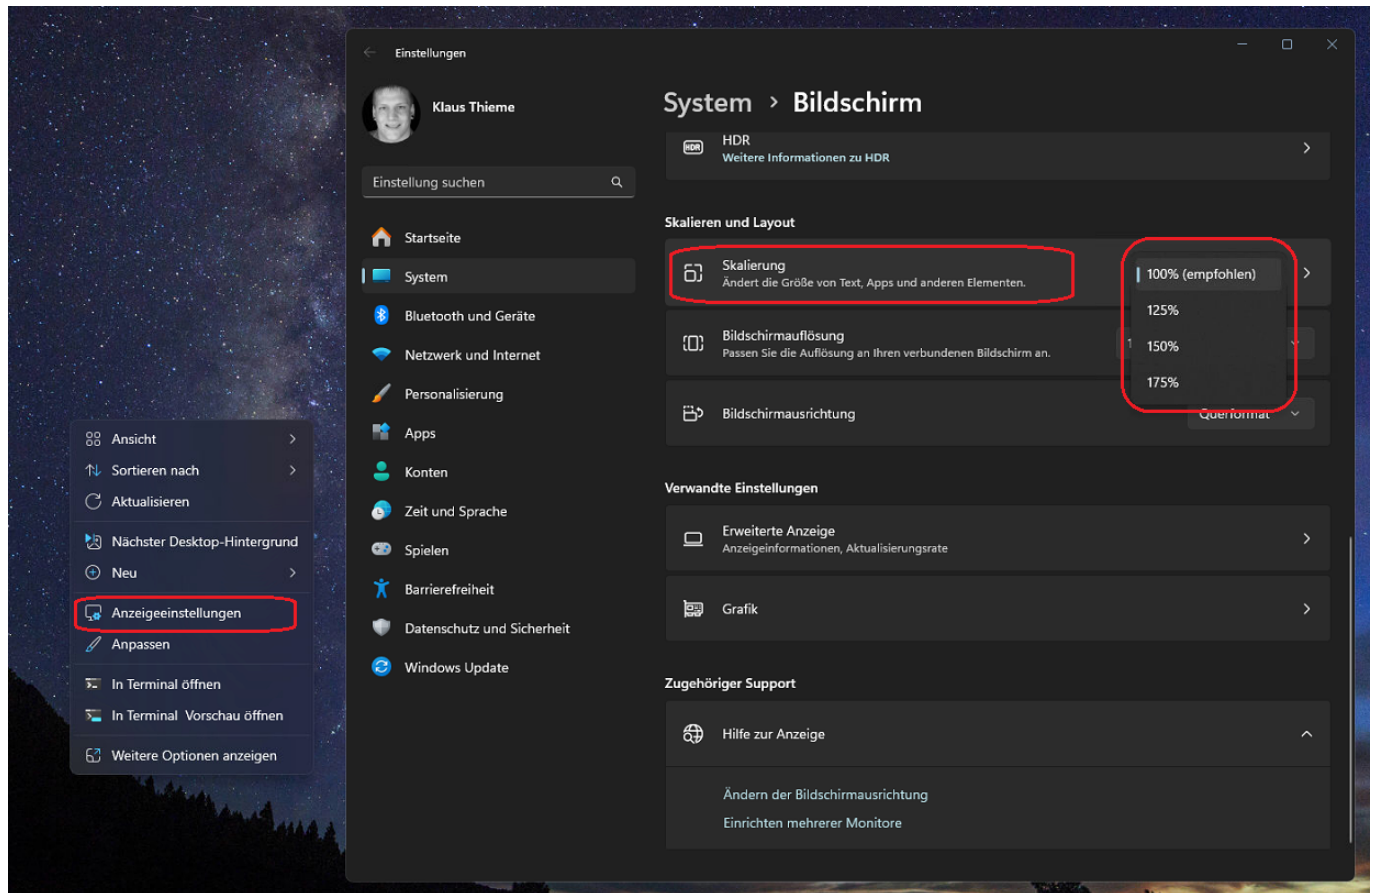 Einstellungen
Klaus Thieme
Einstellung suchen
Startseite
System
Bluetooth und Geräte
Netzwerk und Internet
Personalisierung
Apps
Konten
Zeit und Sprache
Spielen
Barrierefreiheit
Datenschutz und Sicherheit
Windows Update
System > Bildschirm
HDR
HDR
Weitere Informationen zu HDR
Skalieren und Layout
Skalierung
Ändert die Größe von Text, Apps und anderen Elementen.
100% (empfohlen)
125%
150%
175%
Bildschirmauflösung
Passen Sie die Auflösung an Ihren verbundenen Bildschirm an.
Bildschirmausrichtung
Querformat
Verwandte Einstellungen
Erweiterte Anzeige
Anzeigeinformationen, Aktualisierungsrate
Grafik
Zugehöriger Support
Hilfe zur Anzeige
Ändern der Bildschirmausrichtung
Einrichten mehrerer Monitore
Ansicht
Sortieren nach
Aktualisieren
Nächster Desktop-Hintergrund
Neu
Anzeigeeinstellungen
Anpassen
In Terminal öffnen
In Terminal Vorschau öffnen
Weitere Optionen anzeigen